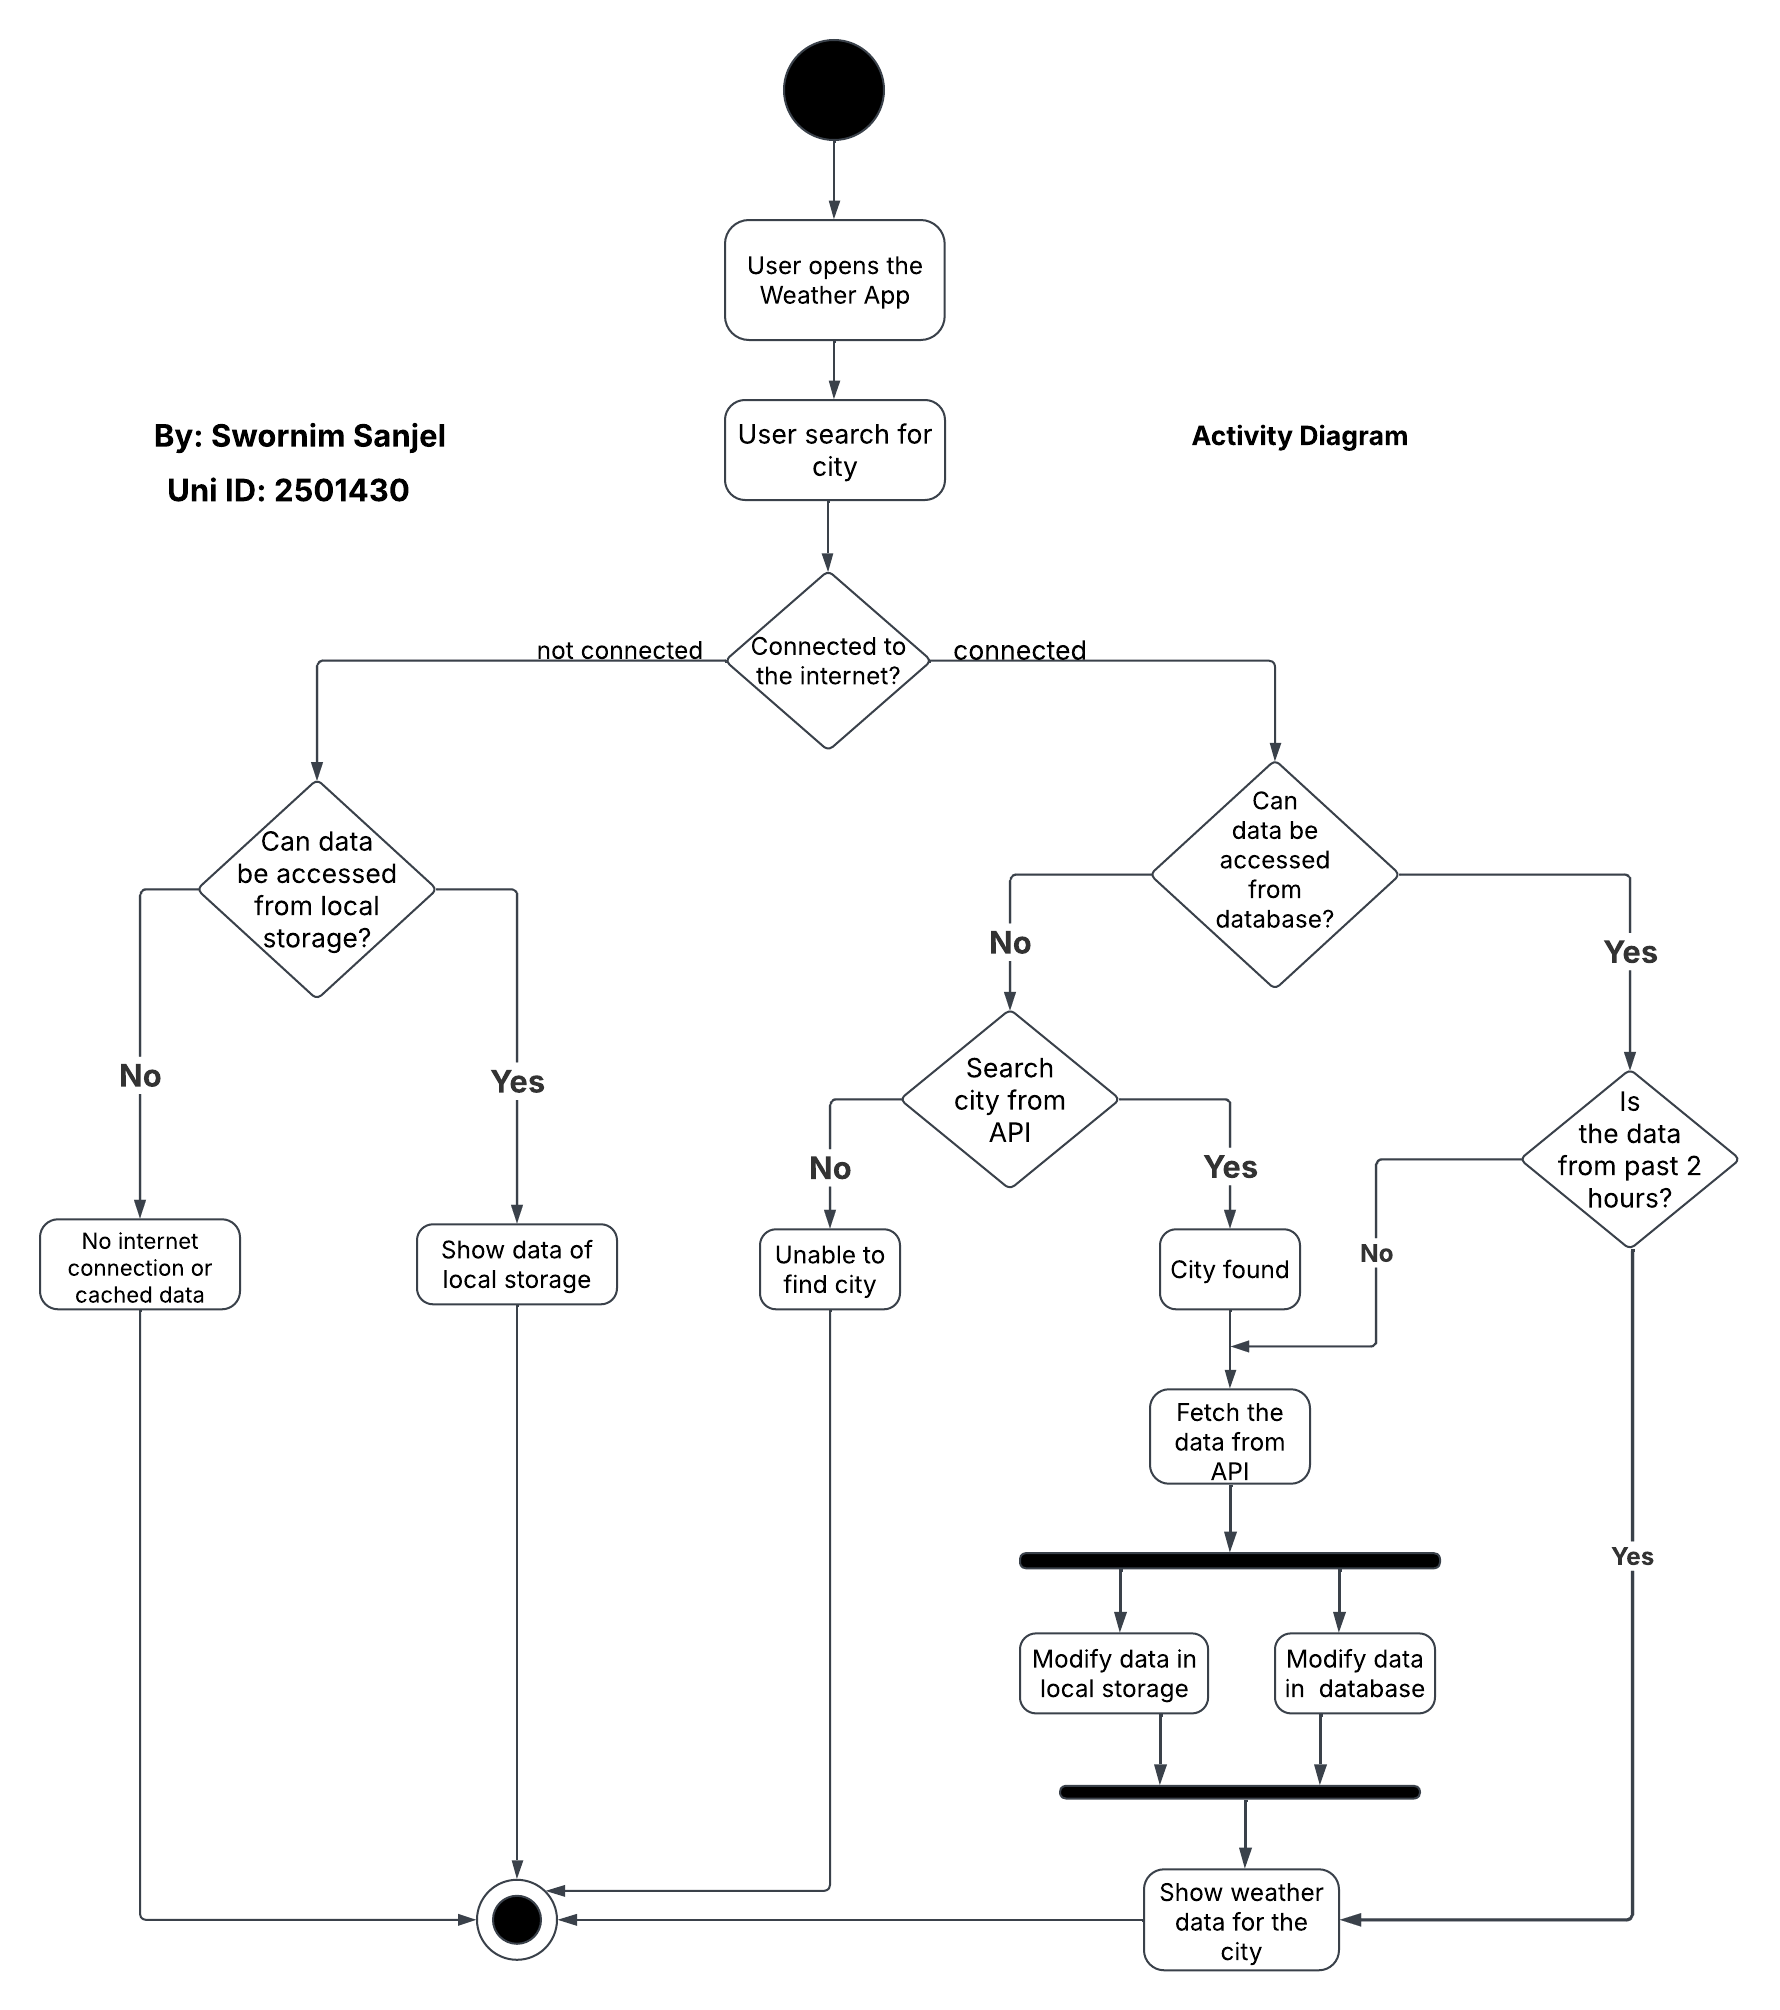 User opens the
Weather App
User search for
city
By: Swornim Sanjel
Uni ID: 2501430
Activity Diagram
not connected
Connected to
the internet?
connected
Can data
be accessed
from local
storage?
Can
data be
accessed
from
database?
No
Yes
No
Yes
Search
city from
API
Is
the data
from past 2
hours?
No
Yes
No
No internet
connection or
cached data
Show data of
local storage
Unable to
find city
City found
Fetch the
data from
API
Yes
Modify data in
local storage
Modify data
in  database
Show weather
data for the
city